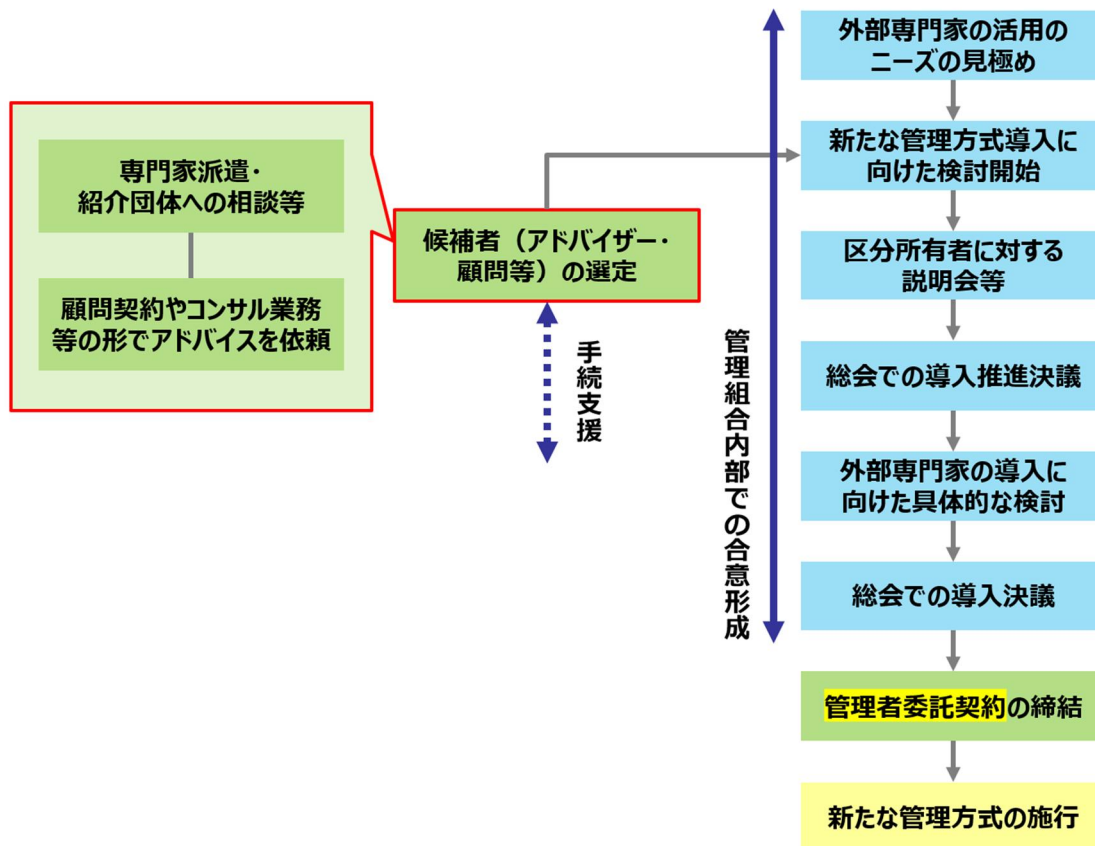 専門家派遣・
紹介団体への相談等
顧問契約やコンサル業務
等の形でアドバイスを依頼
候補者（アドバイザー・
顧問等）の選定
手続支援
管理組合内部での合意形成
外部専門家の活用の
ニーズの見極め
新たな管理方式導入に
向けた検討開始
区分所有者に対する
説明会等
総会での導入推進決議
外部専門家の導入に
向けた具体的な検討
総会での導入決議
管理者委託契約の締結
新たな管理方式の施行